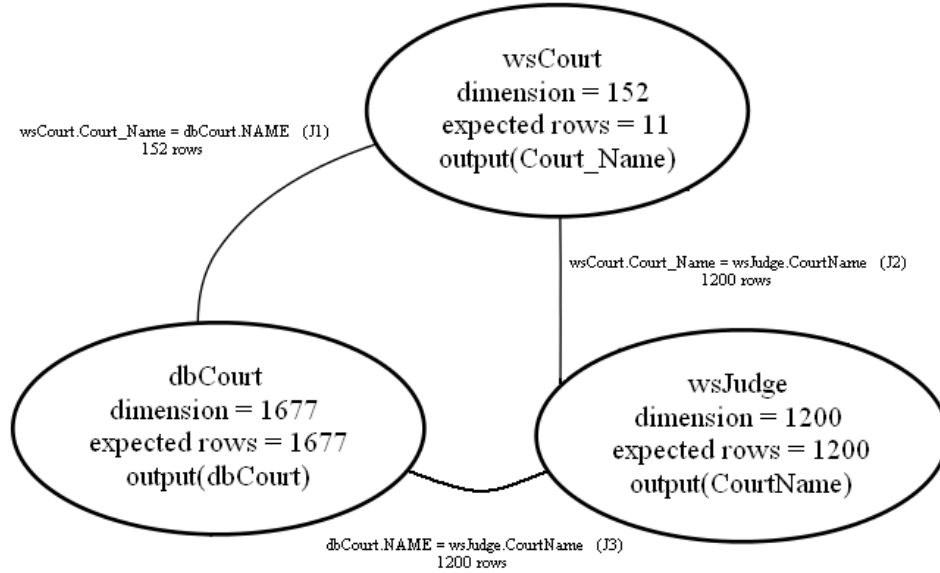 wsCourt
dimension = 152
expected rows = 11
output(Court_Name)
wsCourt.Court_Name = dbCourt.NAME (J1)
152 rows
wsCourt.Court_Name = wsJudge.CourtName (J2)
1200 rows
dbCourt
dimension = 1677
expected rows = 1677
output(dbCourt)
wsJudge
dimension = 1200
expected rows = 1200
output(CourtName)
dbCourt.NAME = wsJudge.CourtName (J3)
1200 rows